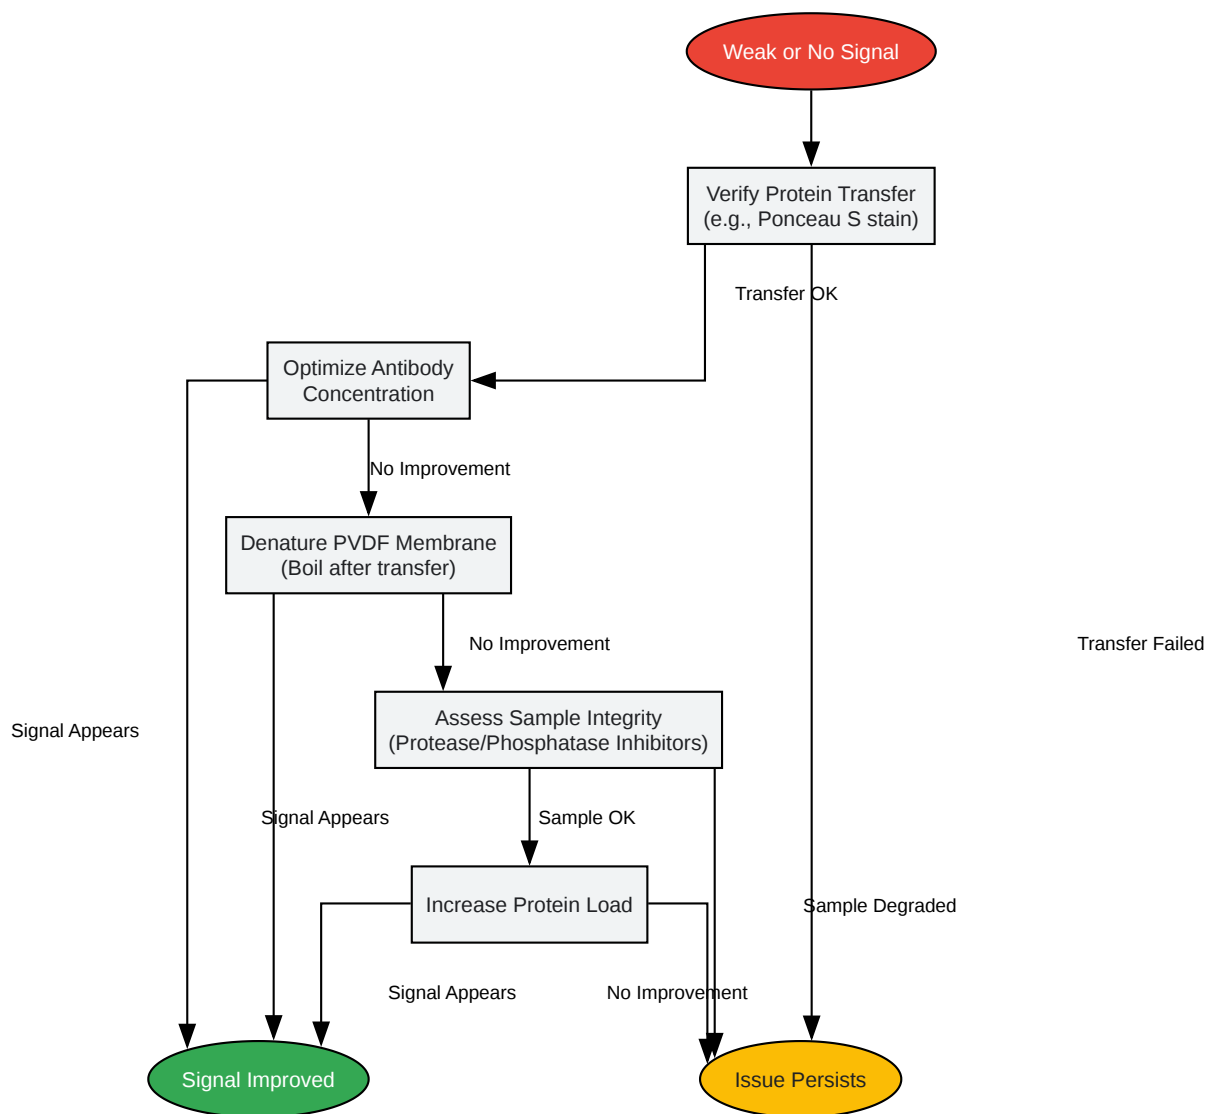 Weak or No Signal
Verify Protein Transfer
(e.g., Ponceau S stain)
Transfer OK
Optimize Antibody
Concentration
No Improvement
Denature PVDF Membrane
(Boil after transfer)
No Improvement
Transfer Failed
Assess Sample Integrity
(Protease/Phosphatase Inhibitors)
Signal Appears
Signal Appears
Sample OK
Increase Protein Load
Sample Degraded
Signal Appears
No Improvement
Signal Improved
Issue Persists